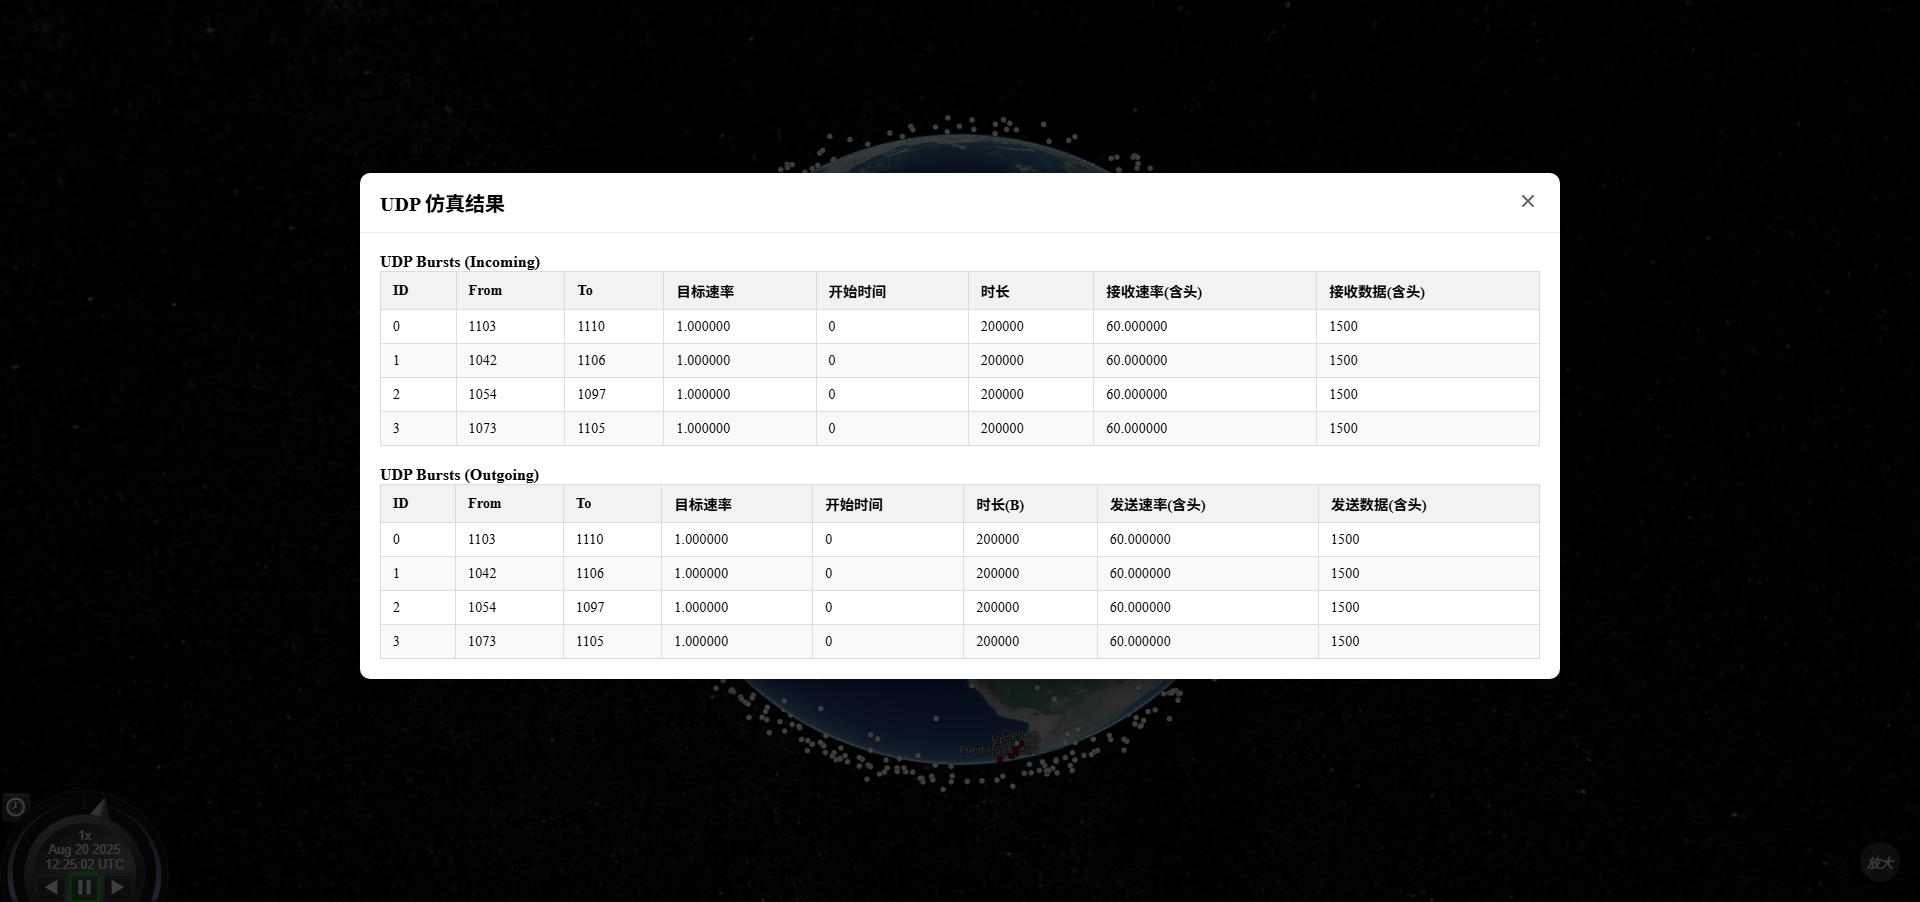 UDP 仿真结果
UDP Bursts (Incoming)
ID From To 目标速率 开始时间 时长 接收速率(含头) 接收数据(含头)
0 1103 1110 1.000000 0 200000 60.000000 1500
1 1042 1106 1.000000 0 200000 60.000000 1500
2 1054 1097 1.000000 0 200000 60.000000 1500
3 1073 1105 1.000000 0 200000 60.000000 1500
UDP Bursts (Outgoing)
ID From To 目标速率 开始时间 时长(B) 发送速率(含头) 发送数据(含头)
0 1103 1110 1.000000 0 200000 60.000000 1500
1 1042 1106 1.000000 0 200000 60.000000 1500
2 1054 1097 1.000000 0 200000 60.000000 1500
3 1073 1105 1.000000 0 200000 60.000000 1500
1x
Aug 20 2025
12:25:02 UTC
放大